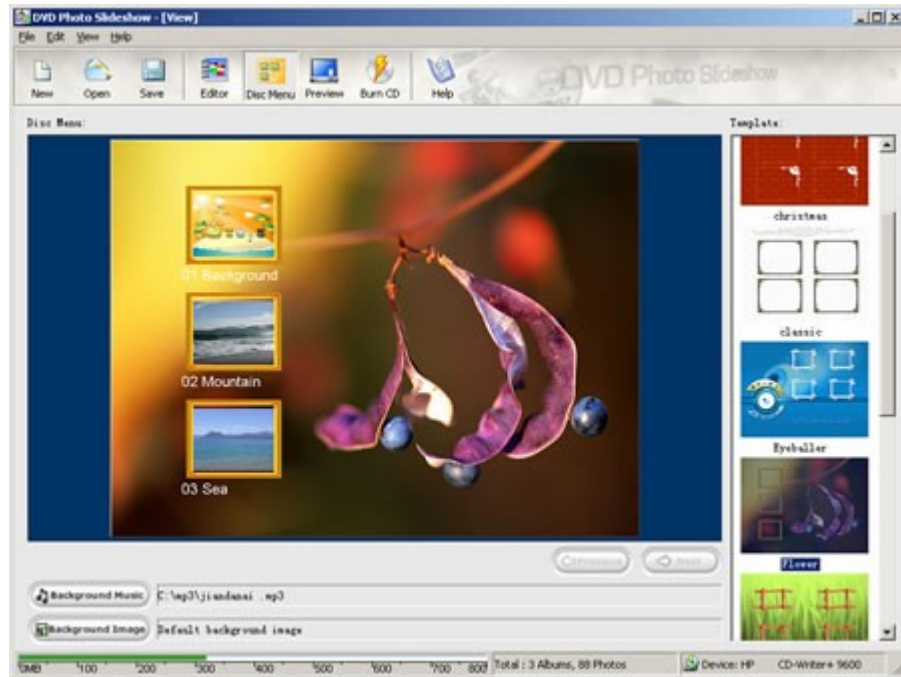 DVD Photo Slideshow - [View]
File Edit View Help
New Open Save Editor Disc Menu Preview Burn CD Help
DVD Photo Slideshow
Disc Menu:
Template:
01 Background
02 Mountain
03 Sea
christmas
classic
Eyeballer
Flower
Previous Next
Background Music C:\mp3\jiandanai .mp3
Background Image Default background image
0MB 100 200 300 400 500 600 700 800 Total : 3 Albums, 88 Photos Device: HP CD-Writer+ 9600